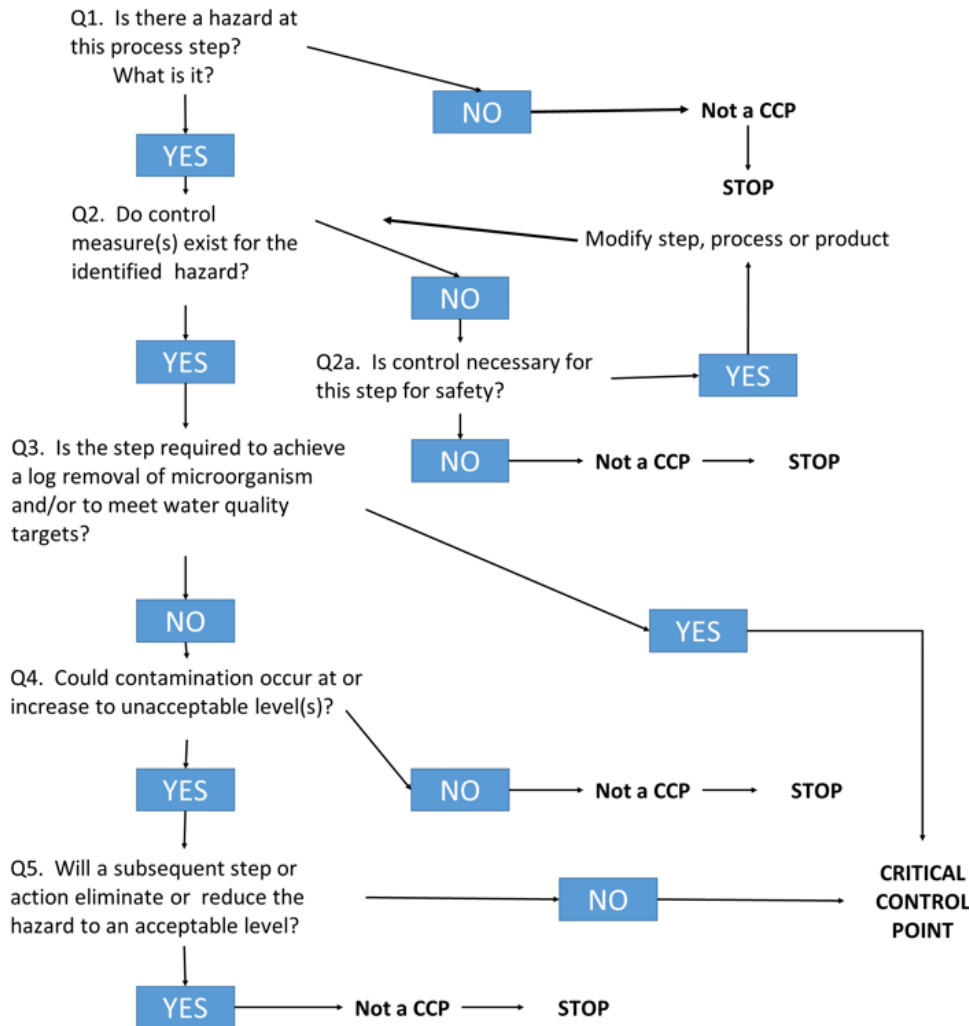 Q1. Is there a hazard at
this process step?
What is it?
NO
Not a CCP
STOP
YES
Q2. Do control
measure(s) exist for the
identified hazard?
Modify step, process or product
NO
YES
Q2a. Is control necessary for
this step for safety?
YES
NO
Not a CCP
STOP
Q3. Is the step required to achieve
a log removal of microorganism
and/or to meet water quality
targets?
YES
NO
Q4. Could contamination occur at or
increase to unacceptable level(s)?
YES
NO
Not a CCP
STOP
Q5. Will a subsequent step or
action eliminate or reduce the
hazard to an acceptable level?
NO
CRITICAL
CONTROL
POINT
YES
Not a CCP
STOP